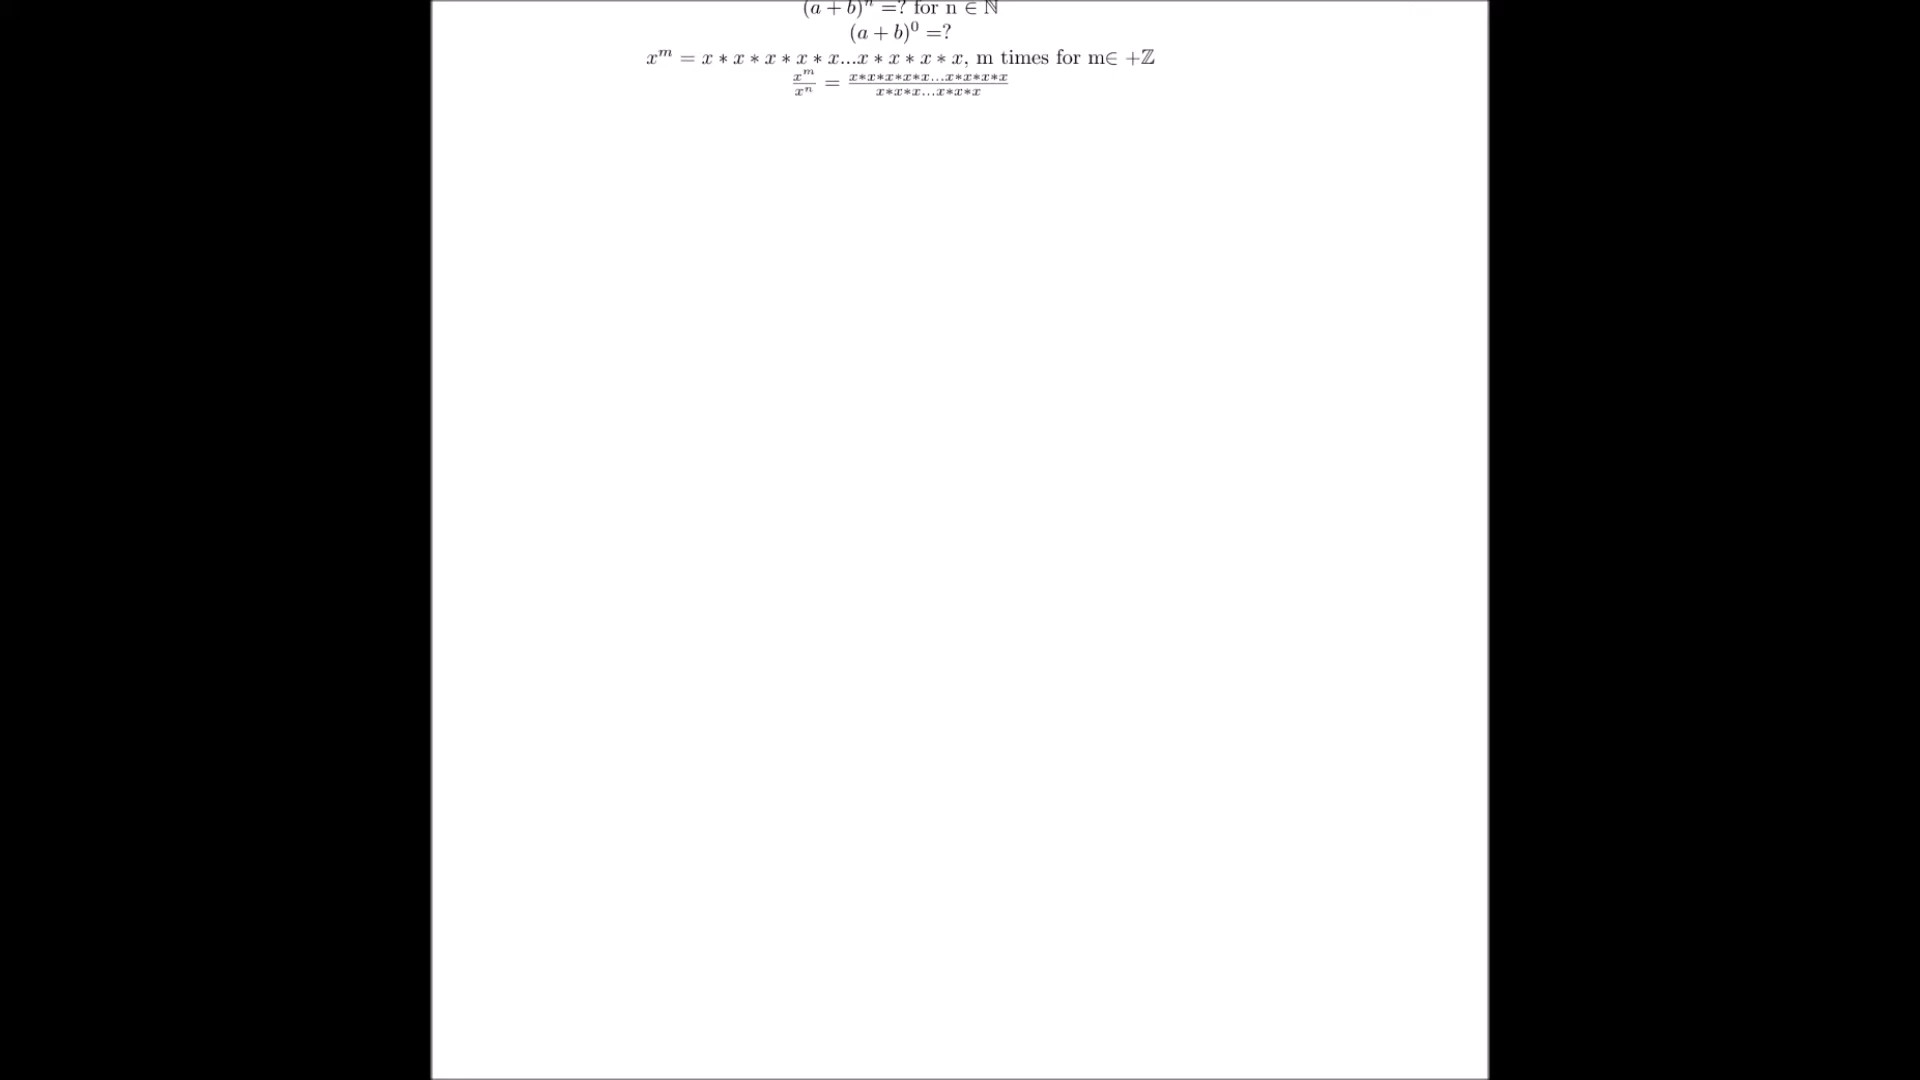 (a + b)^n =? for n ∈ ℕ
(a + b)^0 =?
x^m = x ∗ x ∗ x ∗ x ∗ x...x ∗ x ∗ x ∗ x, m times for m∈ +ℤ
x^m/x^n = x∗x∗x∗x∗x...x∗x∗x∗x/x∗x∗x...x∗x∗x